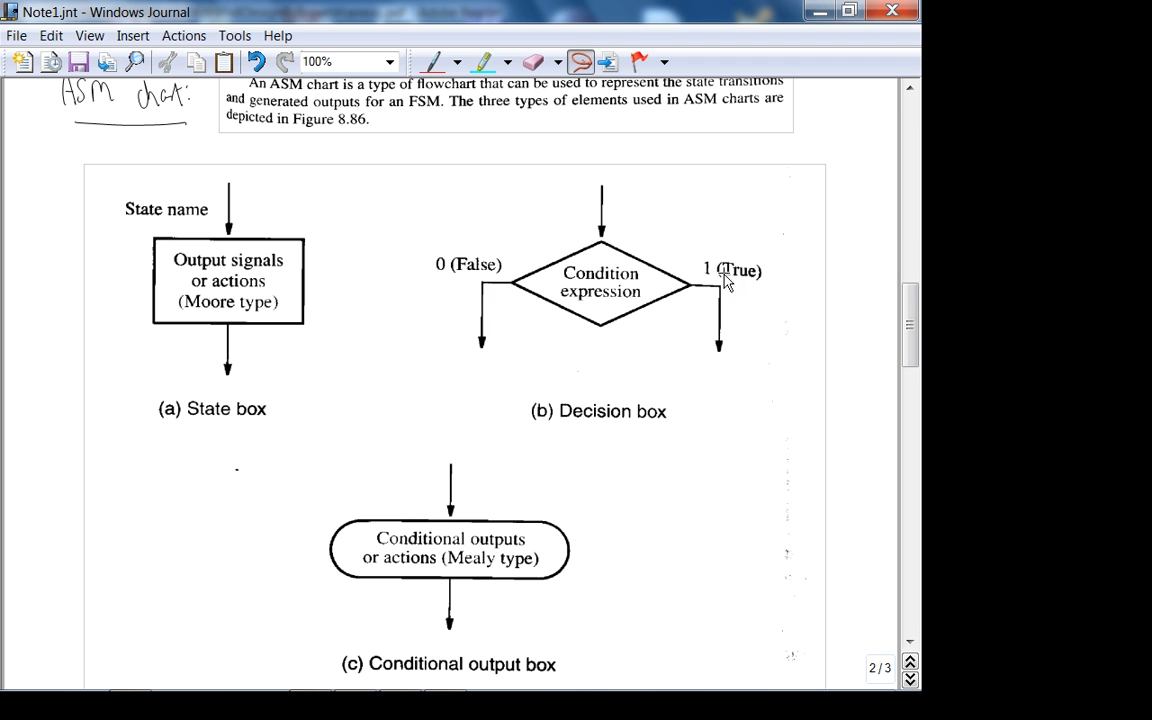 Note1.jnt - Windows Journal
File Edit View Insert Actions Tools Help
100%
ASM chart:
An ASM chart is a type of flowchart that can be used to represent the state transitions
and generated outputs for an FSM. The three types of elements used in ASM charts are
depicted in Figure 8.86.
State name
Output signals
or actions
(Moore type)
(a) State box
0 (False)
Condition
expression
1 (True)
(b) Decision box
Conditional outputs
or actions (Mealy type)
(c) Conditional output box
2/3